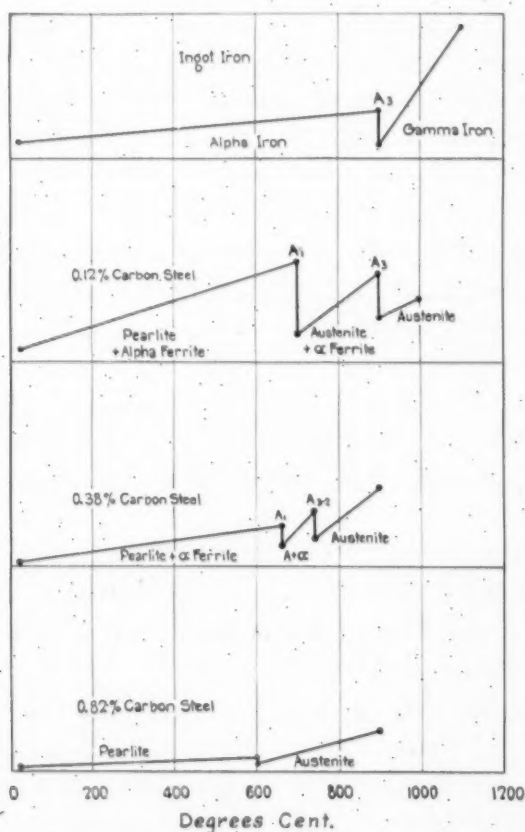 Ingot Iron
A3
Gamma Iron
Alpha Iron
A1
A3
0.12% Carbon Steel
Austenite
Pearlite
+Alpha Ferrite
Austenite
+ α Ferrite
0.38% Carbon Steel
A1
A3-2
Austenite
Pearlite + α Ferrite
A+α
0.82% Carbon Steel
Pearlite
Austenite
0 200 400 600 800 1000 1200
Degrees Cent.